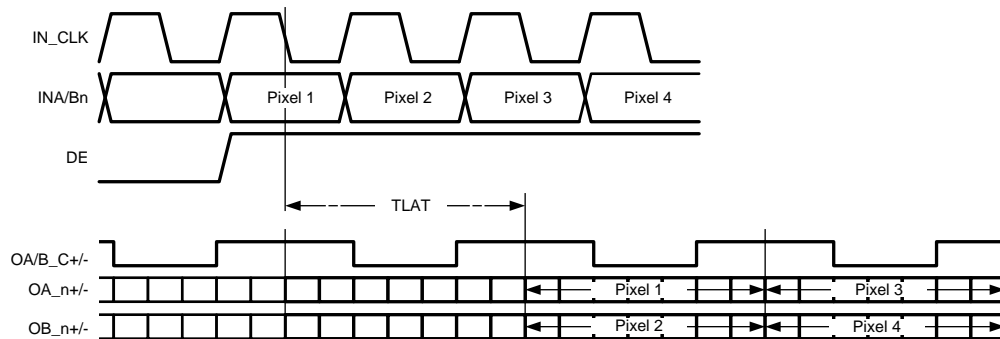 IN_CLK
INA/Bn
Pixel 1
Pixel 2
Pixel 3
Pixel 4
DE
TLAT
OA/B_C+/-
OA_n+/-
Pixel 1
Pixel 3
OB_n+/-
Pixel 2
Pixel 4